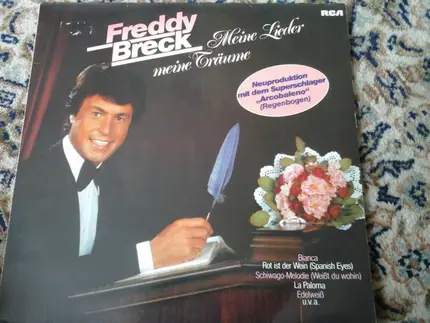 Freddy
Breck
Meine Lieder
meine Träume
RCA
Neuproduktion
mit dem Superschlager
„Arcobaleno“
(Regenbogen)
Bianca
Rot ist der Wein (Spanish Eyes)
Schiwago-Melodie (Weißt du wohin)
La Paloma
Edelweiß
u.v.a.